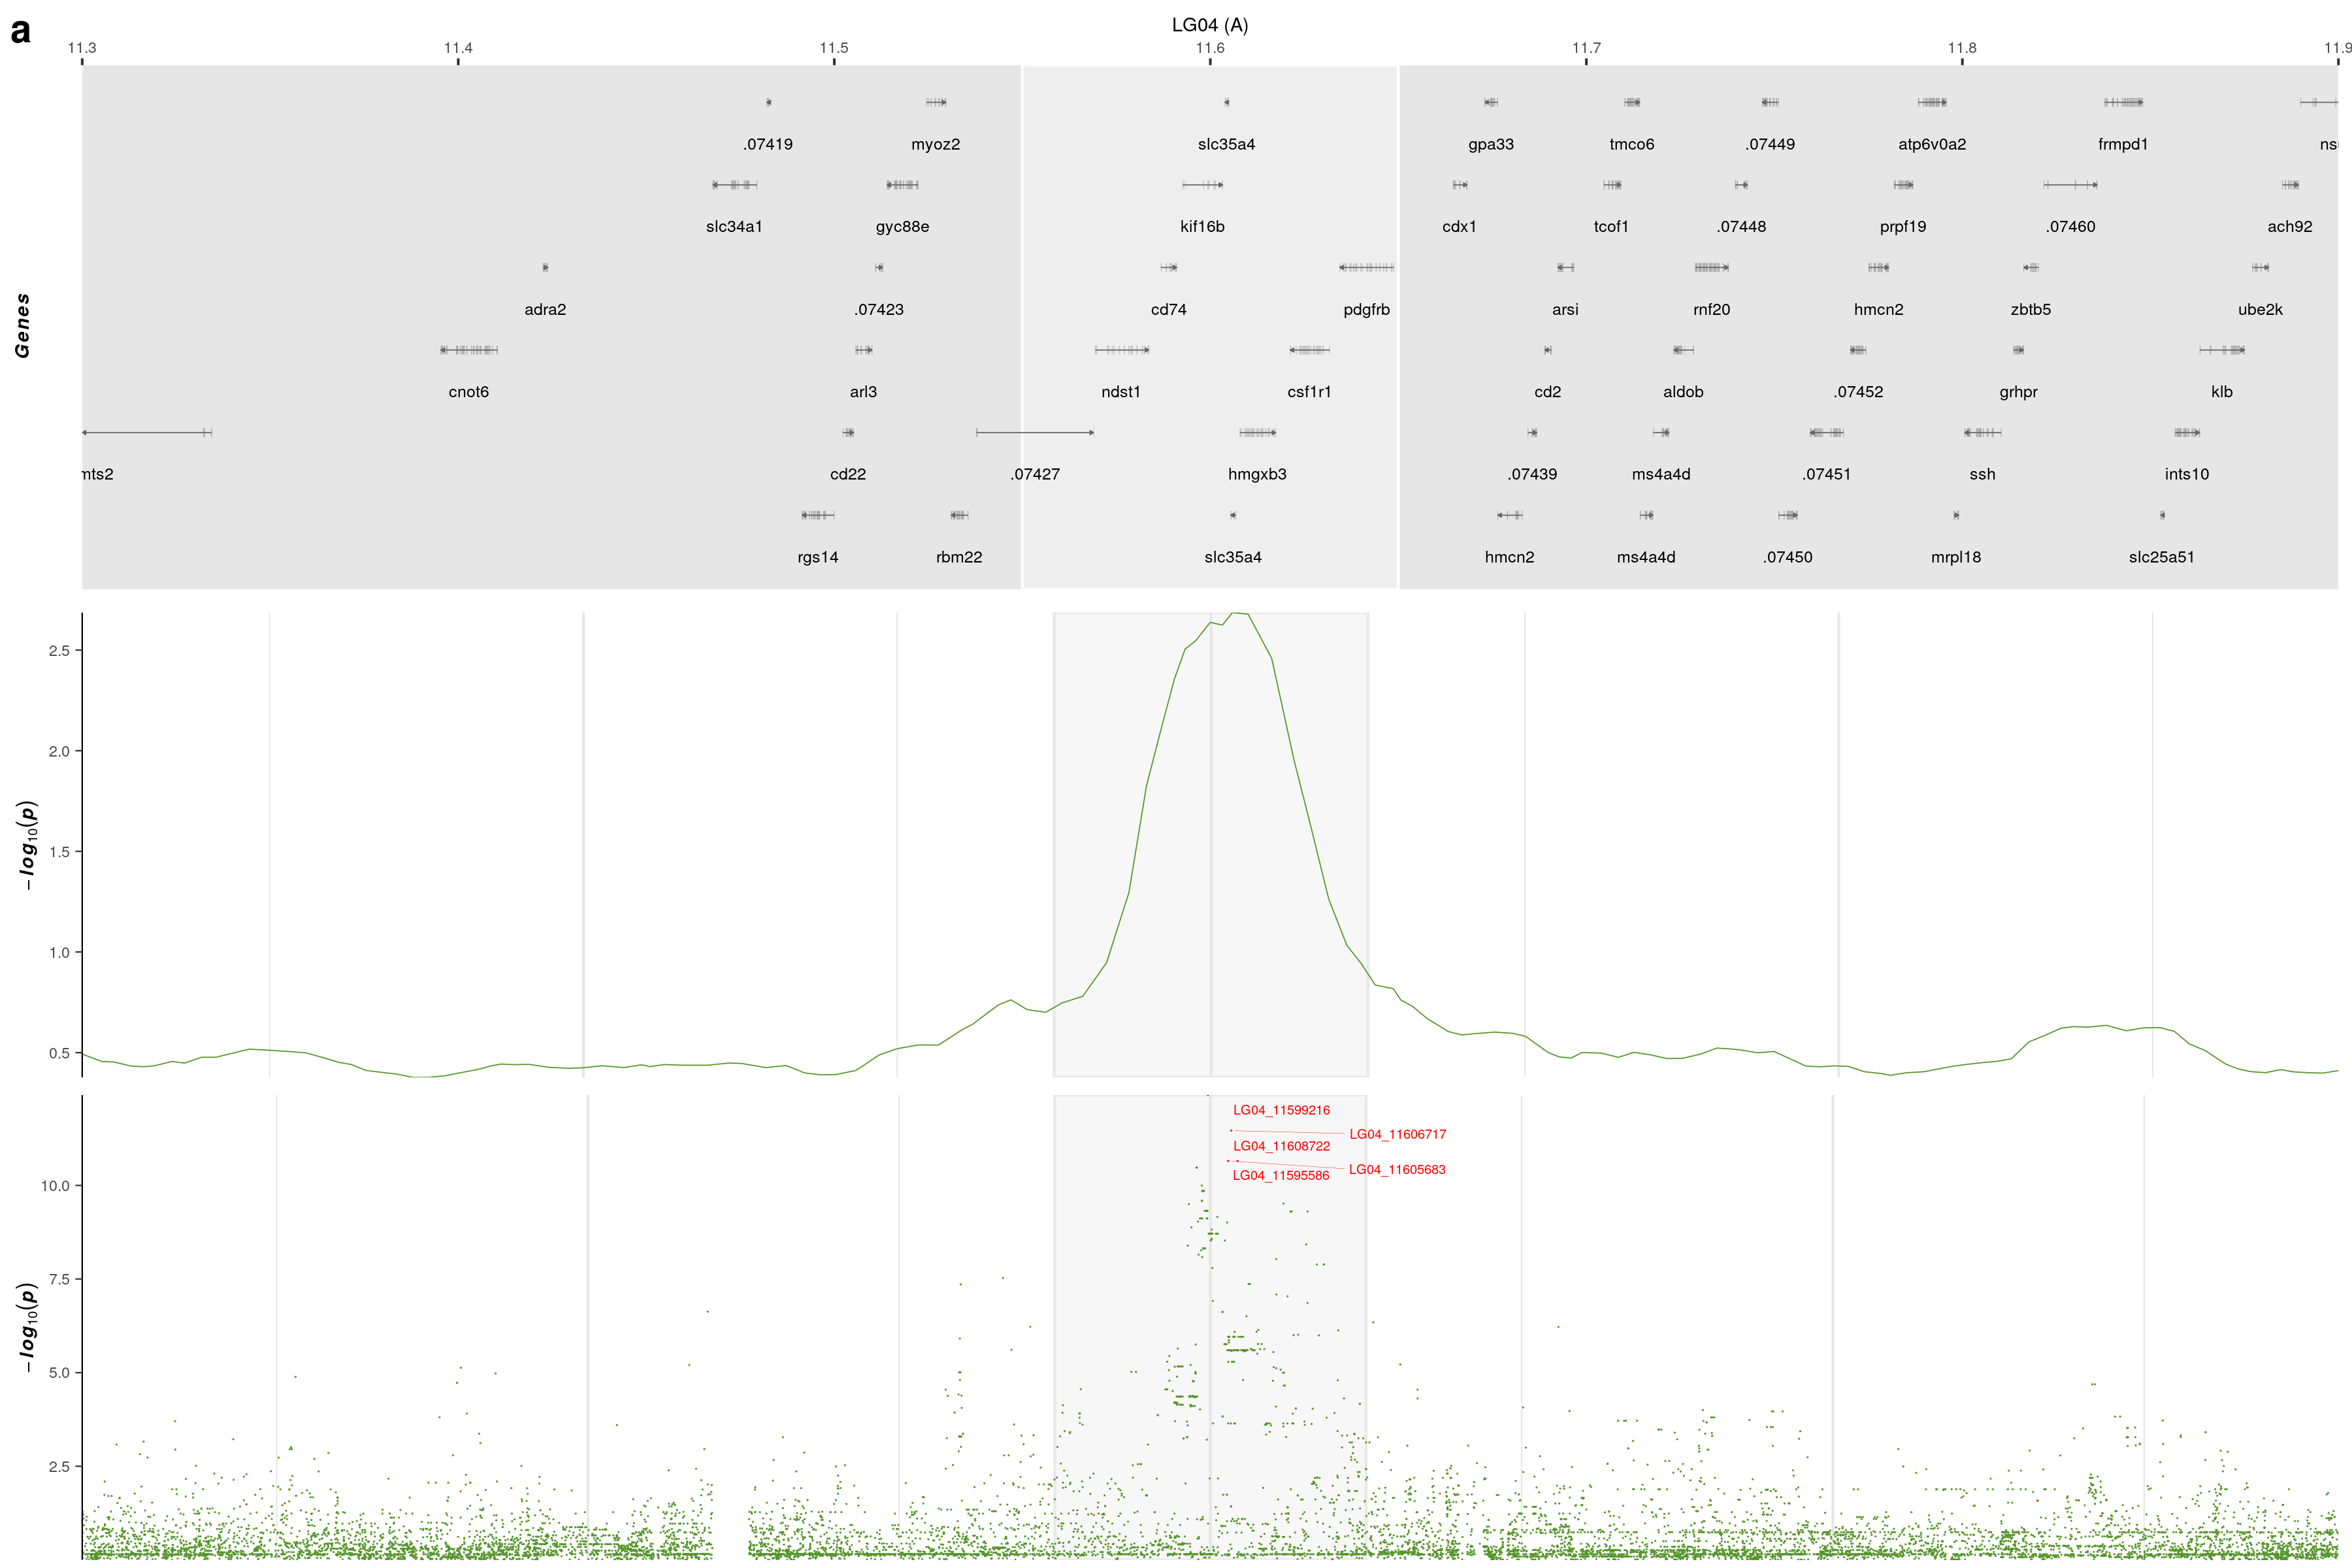 a
LG04 (A)
11.3 11.4 11.5 11.6 11.7 11.8 11.9
Genes
.07419 myoz2 slc35a4 gpa33 tmco6 .07449 atp6v0a2 frmpd1
slc34a1 gyc88e kif16b cdx1 tcof1 .07448 prpf19 .07460 ach92
adra2 .07423 cd74 pdgfrb arsi rnf20 hmcn2 zbtb5 ube2k
cnot6 arl3 ndst1 csf1r1 cd2 aldob .07452 grhpr klb
mts2 cd22 .07427 hmgxb3 .07439 ms4a4d .07451 ssh ints10
rgs14 rbm22 slc35a4 hmcn2 ms4a4d .07450 mrpl18 slc25a51
−log10(p)
2.5
2.0
1.5
1.0
0.5
−log10(p)
10.0
7.5
5.0
2.5
LG04_11599216
LG04_11606717
LG04_11608722
LG04_11605683
LG04_11595586